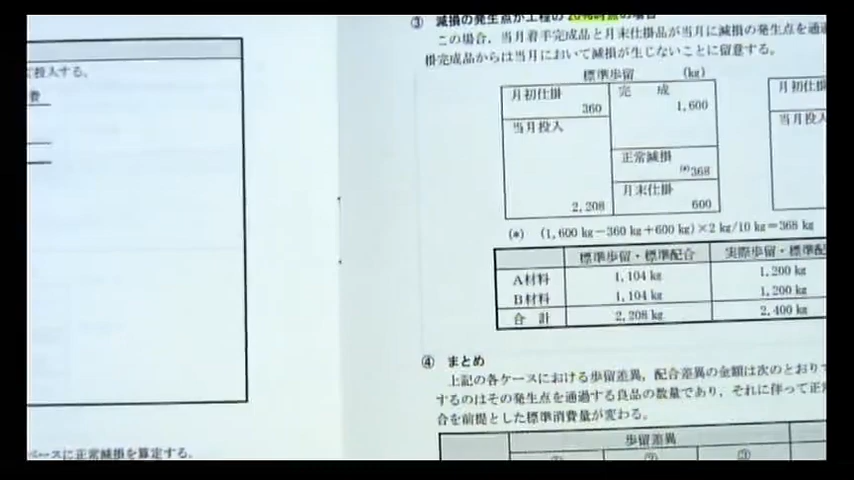 で投入する。
費
ベースに正常減損を算定する。
③ 減損の発生点が工程の20%時点の場合
この場合，当月着手完成品と月末仕掛品が当月に減損の発生点を通過
掛完成品からは当月において減損が生じないことに留意する。
標準歩留 (kg)
月初仕掛 360
完 成 1,600
当月投入 2,208
正常減損 (*)368
月末仕掛 600
月初仕掛
当月投入
(*) (1,600 kg－360 kg＋600 kg)×2 kg/10 kg＝368 kg
標準歩留・標準配合 実際歩留・標準配
A材料 1,104 kg 1,200 kg
B材料 1,104 kg 1,200 kg
合 計 2,208 kg 2,400 kg
④ まとめ
上記の各ケースにおける歩留差異，配合差異の金額は次のとおりで
するのはその発生点を通過する良品の数量であり，それに伴って正常
合を前提とした標準消費量が変わる。
歩留差異
① ② ③